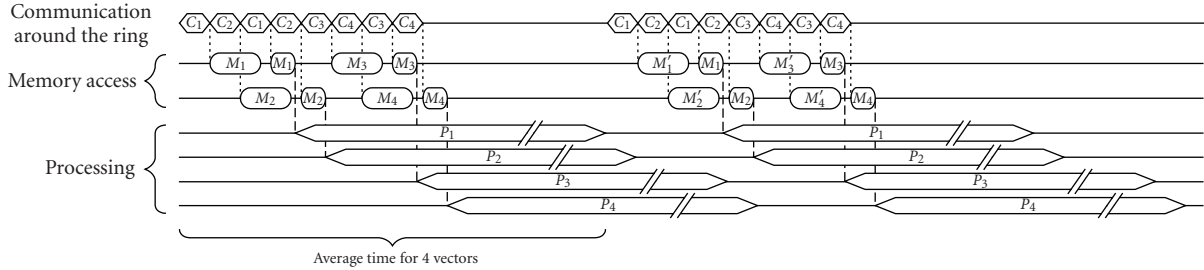 Communication around the ring
C1 C2 C1 C2 C3 C4 C3 C4 C1 C2 C1 C2 C3 C4 C3 C4
Memory access
M1 M1 M3 M3 M′1 M1 M′3 M3
M2 M2 M4 M4 M′2 M2 M′4 M4
Processing
P1 P1
P2 P2
P3 P3
P4 P4
Average time for 4 vectors